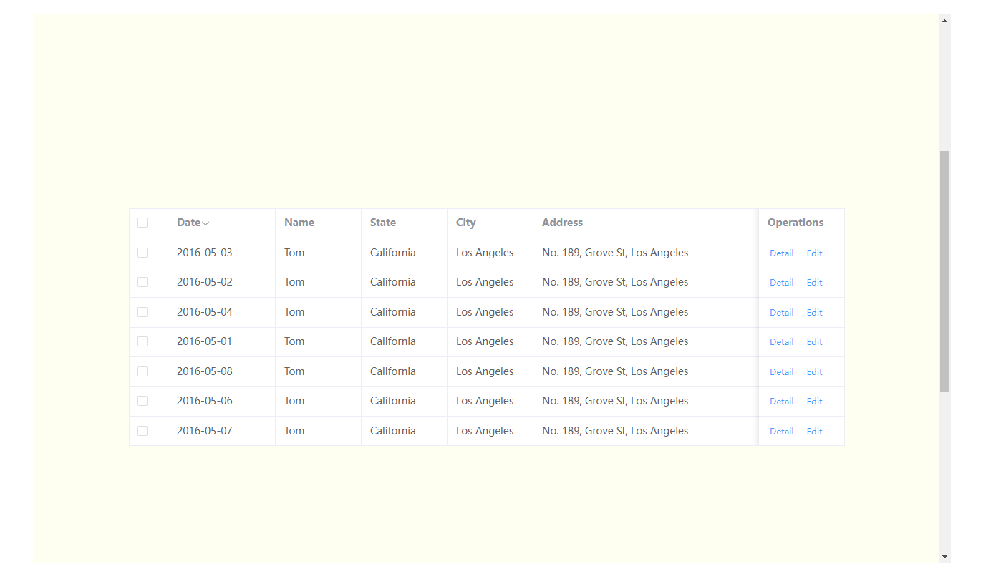 Date Name State City Address Operations
2016-05-03 Tom California Los Angeles No. 189, Grove St, Los Angeles Detail Edit
2016-05-02 Tom California Los Angeles No. 189, Grove St, Los Angeles Detail Edit
2016-05-04 Tom California Los Angeles No. 189, Grove St, Los Angeles Detail Edit
2016-05-01 Tom California Los Angeles No. 189, Grove St, Los Angeles Detail Edit
2016-05-08 Tom California Los Angeles No. 189, Grove St, Los Angeles Detail Edit
2016-05-06 Tom California Los Angeles No. 189, Grove St, Los Angeles Detail Edit
2016-05-07 Tom California Los Angeles No. 189, Grove St, Los Angeles Detail Edit